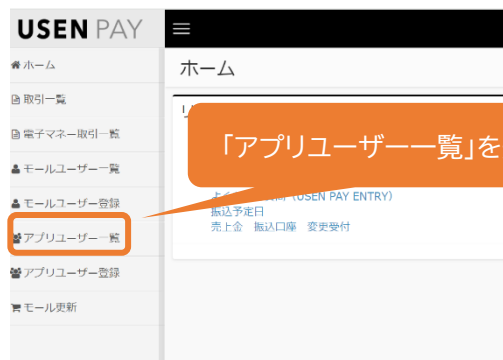 USEN PAY
ホーム
取引一覧
電子マネー取引一覧
モールユーザー一覧
モールユーザー登録
アプリユーザー一覧
アプリユーザー登録
モール更新
ホーム
「アプリユーザー一覧」を
(USEN PAY ENTRY)
振込予定日
売上金 振込口座 変更受付